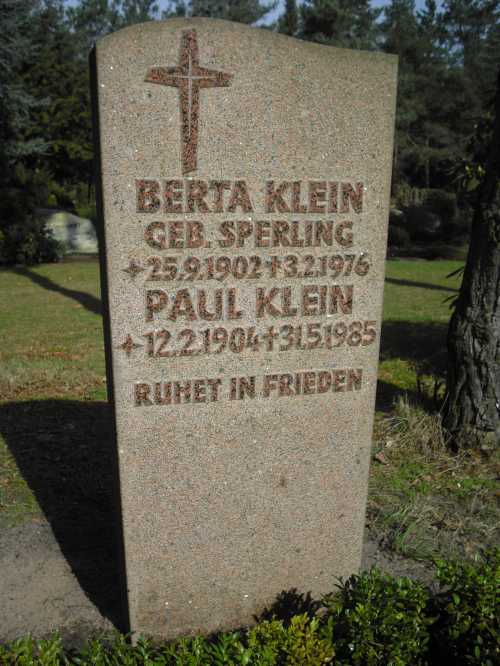 BERTA KLEIN
GEB. SPERLING
+25.9.1902+3.2.1976
PAUL KLEIN
+12.2.1904+31.5.1985
RUHET IN FRIEDEN